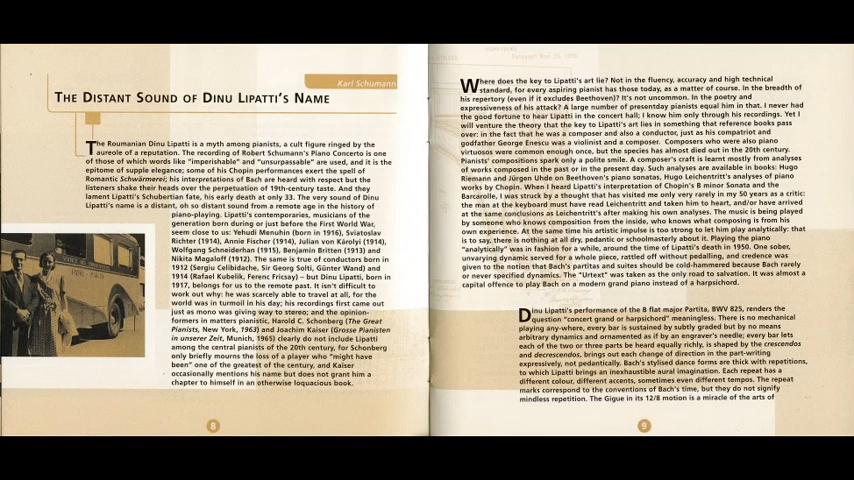 Karl Schumann
The Distant Sound of Dinu Lipatti's Name
The Roumanian Dinu Lipatti is a myth among pianists, a cult figure ringed by the
aureole of a reputation. The recording of Robert Schumann's Piano Concerto is one
of those of which words like "imperishable" and "unsurpassable" are used, and it is the
epitome of supple elegance; some of his Chopin performances exert the spell of
Romantic Schwärmerei; his interpretations of Bach are heard with respect but the
listeners shake their heads over the perpetuation of 19th-century taste. And they
lament Lipatti's Schubertian fate, his early death at only 33. The very sound of Dinu
Lipatti's name is a distant, oh so distant sound from a remote age in the history of
piano-playing. Lipatti's contemporaries, musicians of the
generation born during or just before the First World War,
seem close to us: Yehudi Menuhin (born in 1916), Sviatoslav
Richter (1914), Annie Fischer (1914), Julian von Károlyi (1914),
Wolfgang Schneiderhan (1915), Benjamin Britten (1913) and
Nikita Magaloff (1912). The same is true of conductors born in
1912 (Sergiu Celibidache, Sir Georg Solti, Günter Wand) and
1914 (Rafael Kubelik, Ferenc Fricsay) – but Dinu Lipatti, born in
1917, belongs for us to the remote past. It isn't difficult to
work out why: he was scarcely able to travel at all, for the
world was in turmoil in his day; his recordings first came out
just as mono was giving way to stereo; and the opinion-
formers in matters pianistic, Harold C. Schonberg (The Great
Pianists, New York, 1963) and Joachim Kaiser (Grosse Pianisten
in unserer Zeit, Munich, 1965) clearly do not include Lipatti
among the central pianists of the 20th century, for Schonberg
only briefly mourns the loss of a player who "might have
been" one of the greatest of the century, and Kaiser
occasionally mentions his name but does not grant him a
chapter to himself in an otherwise loquacious book.
8
Where does the key to Lipatti's art lie? Not in the fluency, accuracy and high technical
standard, for every aspiring pianist has those today, as a matter of course. In the breadth of
his repertory (even if it excludes Beethoven)? It's not uncommon. In the poetry and
expressiveness of his attack? A large number of presentday pianists equal him in that. I never had
the good fortune to hear Lipatti in the concert hall; I know him only through his recordings. Yet I
will venture the theory that the key to Lipatti's art lies in something that reference books pass
over: in the fact that he was a composer and also a conductor, just as his compatriot and
godfather George Enescu was a violinist and a composer. Composers who were also piano
virtuosos were common enough once, but the species has almost died out in the 20th century.
Pianists' compositions spark only a polite smile. A composer's craft is learnt mostly from analyses
of works composed in the past or in the present day. Such analyses are available in books: Hugo
Riemann and Jürgen Uhde on Beethoven's piano sonatas, Hugo Leichentritt's analyses of piano
works by Chopin. When I heard Lipatti's interpretation of Chopin's B minor Sonata and the
Barcarolle, I was struck by a thought that has visited me only very rarely in my 50 years as a critic:
the man at the keyboard must have read Leichentritt and taken him to heart, and/or have arrived
at the same conclusions as Leichentritt's after making his own analyses. The music is being played
by someone who knows composition from the inside, who knows what composing is from his
own experience. At the same time his artistic impulse is too strong to let him play analytically: that
is to say, there is nothing at all dry, pedantic or schoolmasterly about it. Playing the piano
"analytically" was in fashion for a while, around the time of Lipatti's death in 1950. One sober,
unvarying dynamic served for a whole piece, rattled off without pedalling, and credence was
given to the notion that Bach's partitas and suites should be cold-hammered because Bach rarely
or never specified dynamics. The "Urtext" was taken as the only road to salvation. It was almost a
capital offence to play Bach on a modern grand piano instead of a harpsichord.
Dinu Lipatti's performance of the B flat major Partita, BWV 825, renders the
question "concert grand or harpsichord" meaningless. There is no mechanical
playing any-where, every bar is sustained by subtly graded but by no means
arbitrary dynamics and ornamented as if by an engraver's needle; every bar lets
each of the two or three parts be heard equally richly, is shaped by the crescendos
and decrescendos, brings out each change of direction in the part-writing
expressively, not pedantically. Bach's stylised dance forms are thick with repetitions,
to which Lipatti brings an inexhaustible aural imagination. Each repeat has a
different colour, different accents, sometimes even different tempos. The repeat
marks correspond to the conventions of Bach's time, but they do not signify
mindless repetition. The Gigue in its 12/8 motion is a miracle of the arts of
9